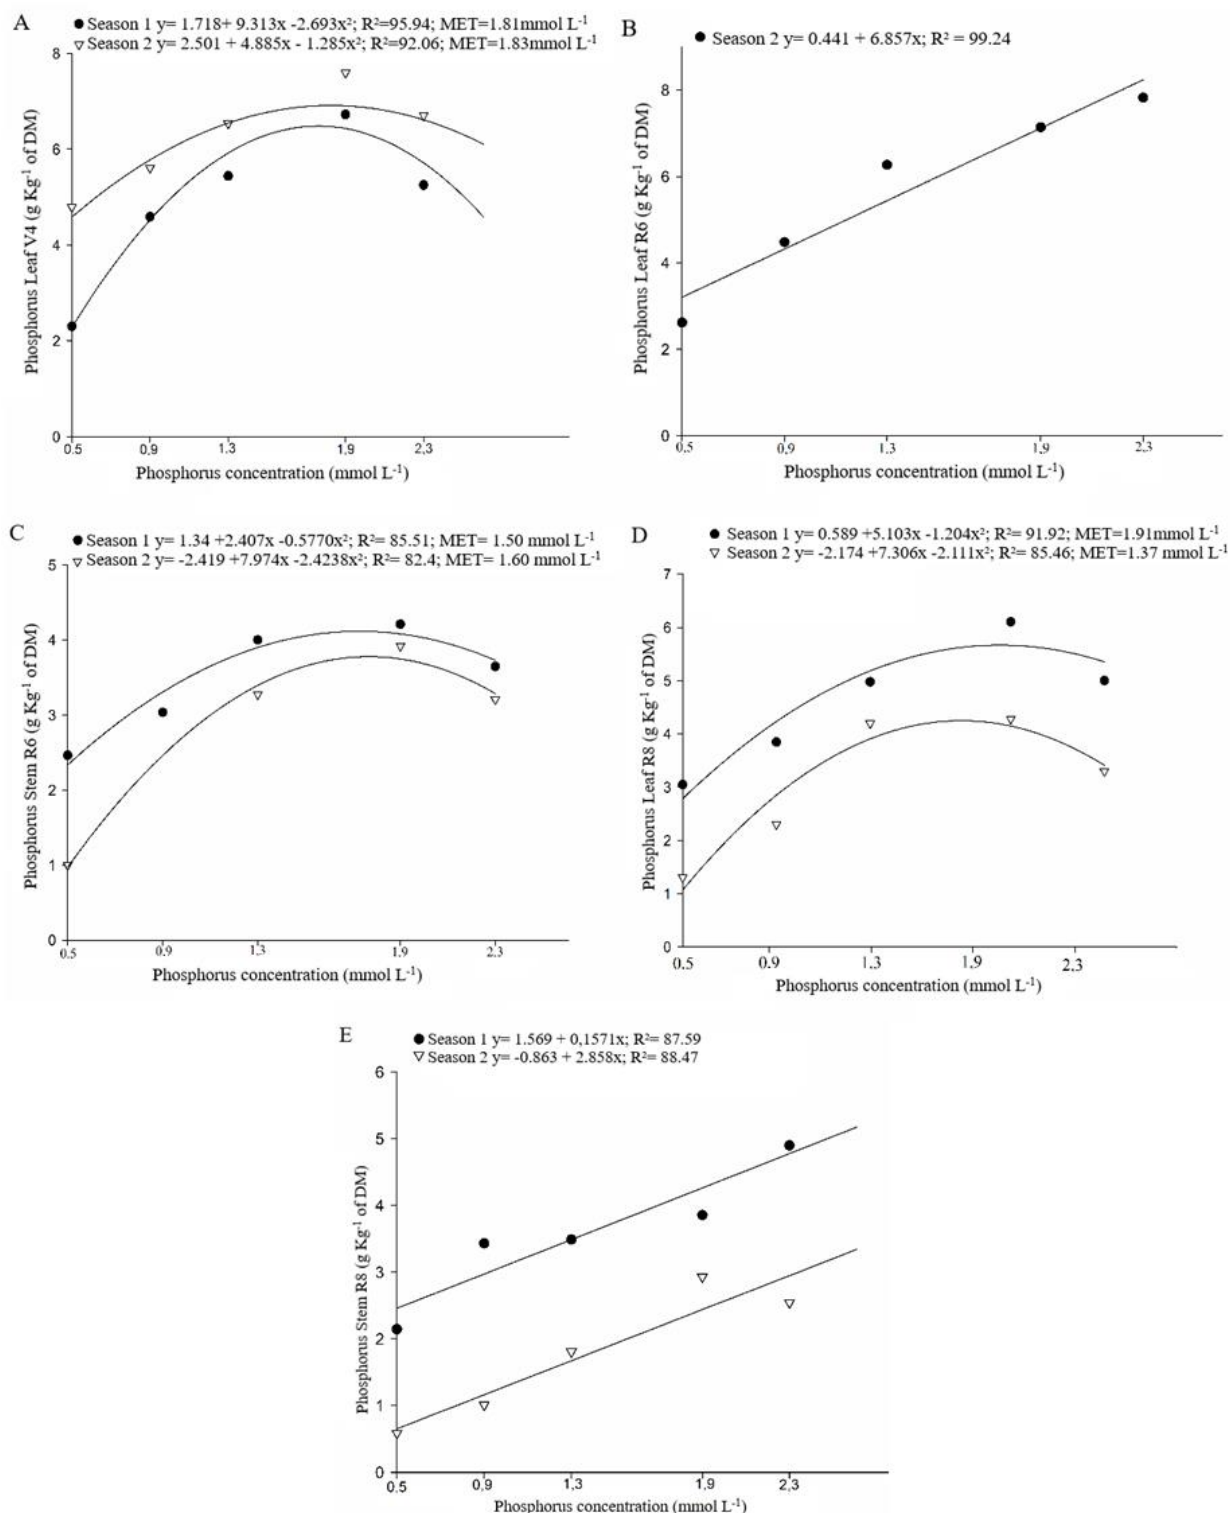 A
● Season 1 y= 1.718+ 9.313x -2.693x²; R²=95.94; MET=1.81mmol L⁻¹
▽ Season 2 y= 2.501 + 4.885x - 1.285x²; R²=92.06; MET=1.83mmol L⁻¹
Phosphorus Leaf V4 (g Kg⁻¹ of DM)
8
6
4
2
0
0.5 0,9 1,3 1,9 2,3
Phosphorus concentration (mmol L⁻¹)
B
● Season 2 y= 0.441 + 6.857x; R² = 99.24
Phosphorus Leaf R6 (g Kg⁻¹ of DM)
8
6
4
2
0
0.5 0,9 1,3 1,9 2,3
Phosphorus concentration (mmol L⁻¹)
C
● Season 1 y= 1.34 +2.407x -0.5770x²; R²= 85.51; MET= 1.50 mmol L⁻¹
▽ Season 2 y= -2.419 +7.974x -2.4238x²; R²= 82.4; MET= 1.60 mmol L⁻¹
Phosphorus Stem R6 (g Kg⁻¹ of DM)
5
4
3
2
1
0
0.5 0,9 1,3 1,9 2,3
Phosphorus concentration (mmol L⁻¹)
D
● Season 1 y= 0.589 +5.103x -1.204x²; R²= 91.92; MET=1.91mmol L⁻¹
▽ Season 2 y= -2.174 +7.306x -2.111x²; R²= 85.46; MET=1.37 mmol L⁻¹
Phosphorus Leaf R8 (g Kg⁻¹ of DM)
7
6
5
4
3
2
1
0
0.5 0,9 1,3 1,9 2,3
Phosphorus concentration (mmol L⁻¹)
E
● Season 1 y= 1.569 + 0,1571x; R²= 87.59
▽ Season 2 y= -0.863 + 2.858x; R²= 88.47
Phosphorus Stem R8 (g Kg⁻¹ of DM)
6
5
4
3
2
1
0
0.5 0,9 1,3 1,9 2,3
Phosphorus concentration (mmol L⁻¹)